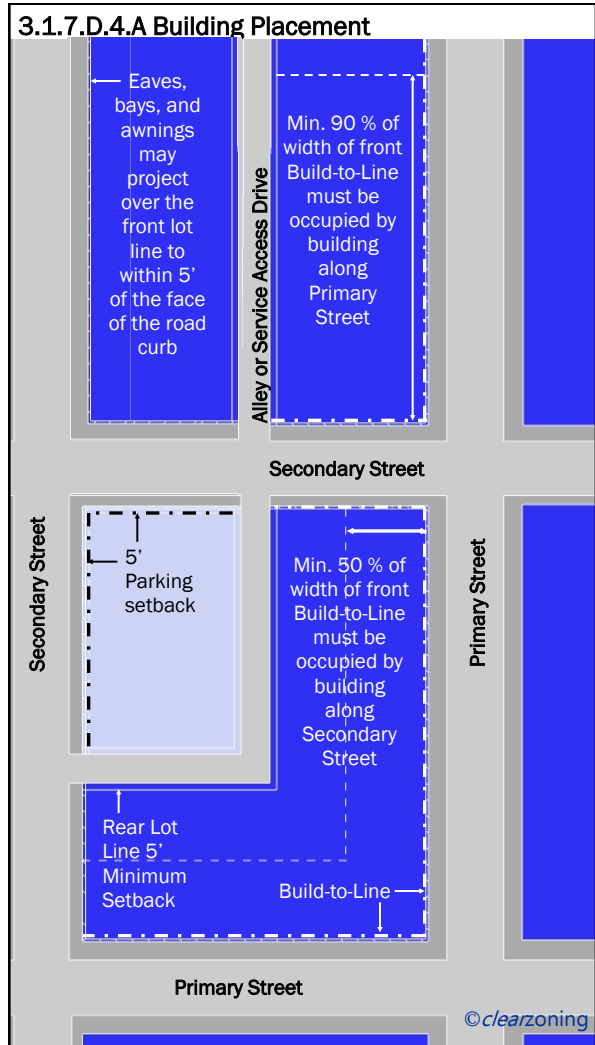 3.1.7.D.4.A Building Placement
Eaves,
bays, and
awnings
may
project
over the
front lot
line to
within 5'
of the face
of the road
curb
Alley or Service Access Drive
Min. 90 % of
width of front
Build-to-Line
must be
occupied by
building
along
Primary
Street
Secondary Street
Secondary Street
5'
Parking
setback
Min. 50 % of
width of front
Build-to-Line
must be
occupied by
building
along
Secondary
Street
Primary Street
Rear Lot
Line 5'
Minimum
Setback
Build-to-Line
Primary Street
©clearzoning